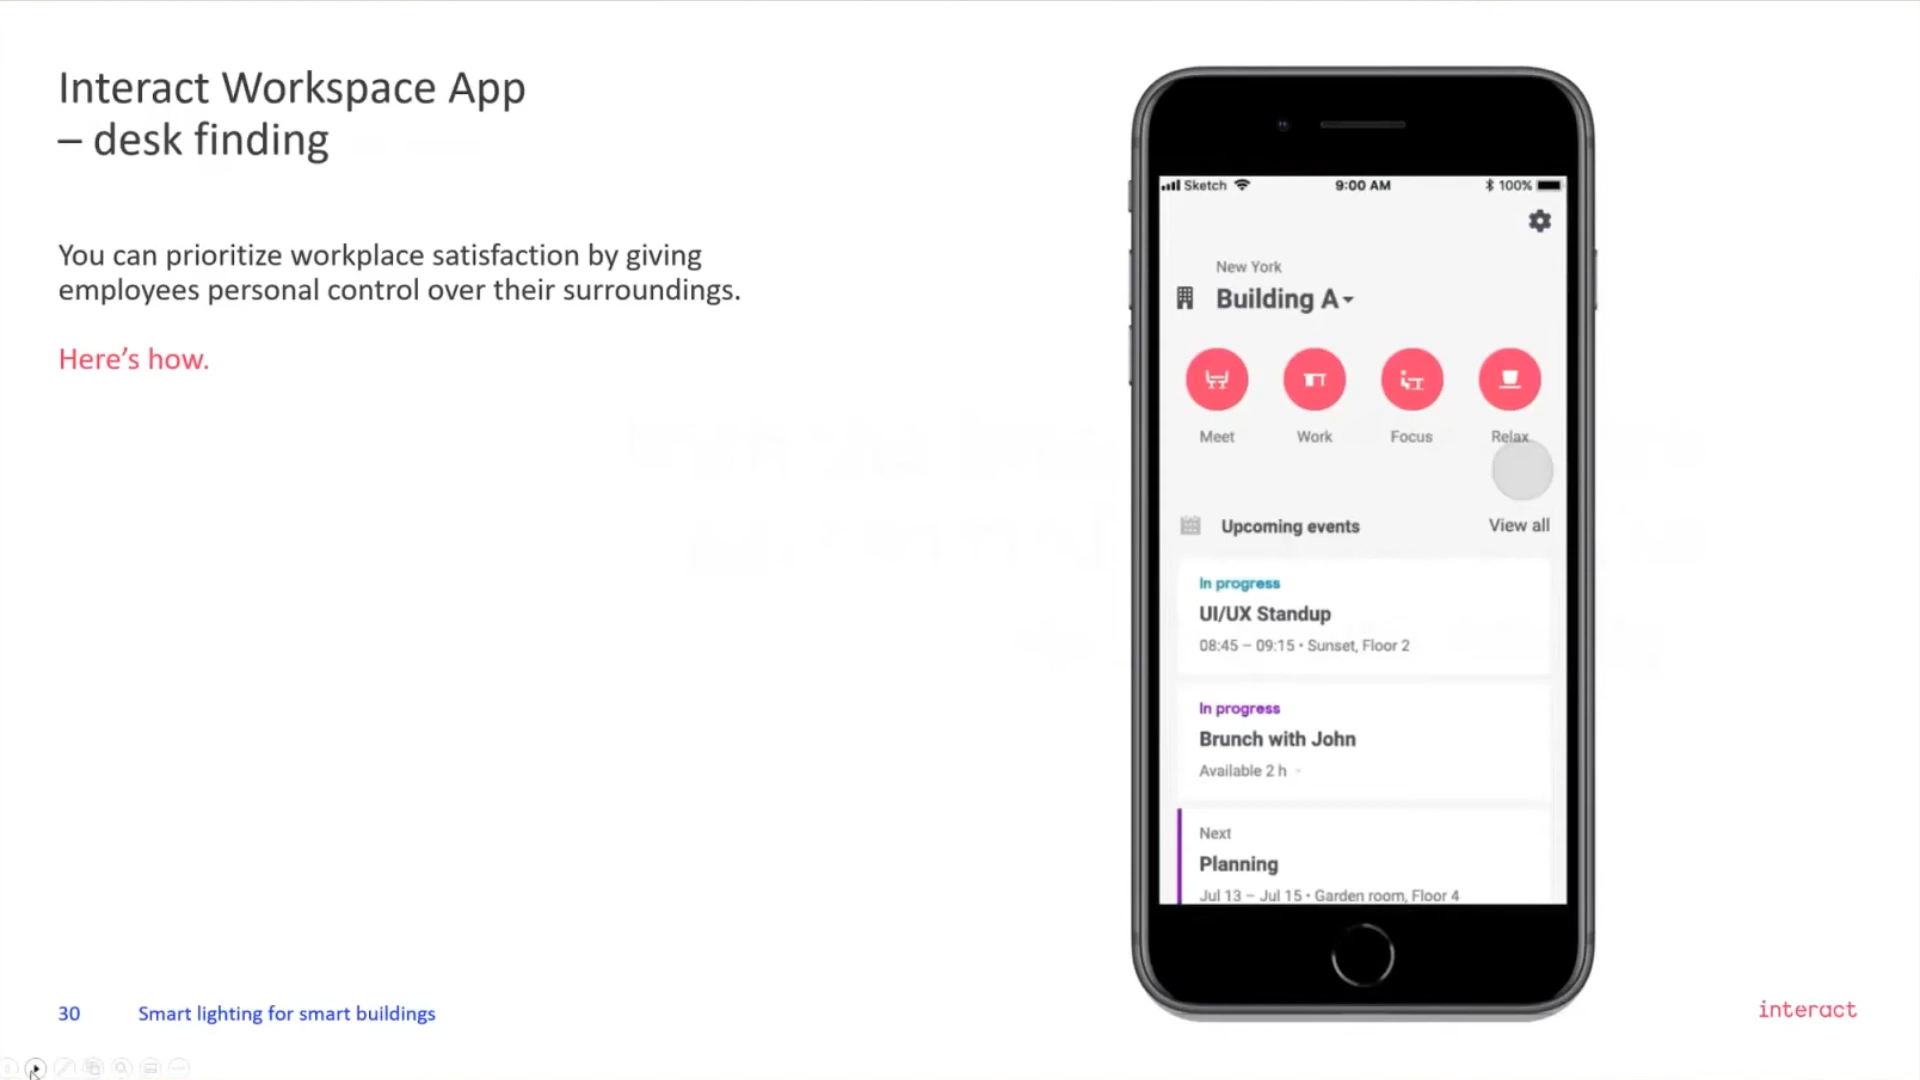 Interact Workspace App
– desk finding
You can prioritize workplace satisfaction by giving
employees personal control over their surroundings.
Here’s how.
Sketch
9:00 AM
100%
New York
Building A
Meet
Work
Focus
Relax
Upcoming events
View all
In progress
UI/UX Standup
08:45 – 09:15 • Sunset, Floor 2
In progress
Brunch with John
Available 2 h -
Next
Planning
Jul 13 – Jul 15 • Garden room, Floor 4
30
Smart lighting for smart buildings
interact